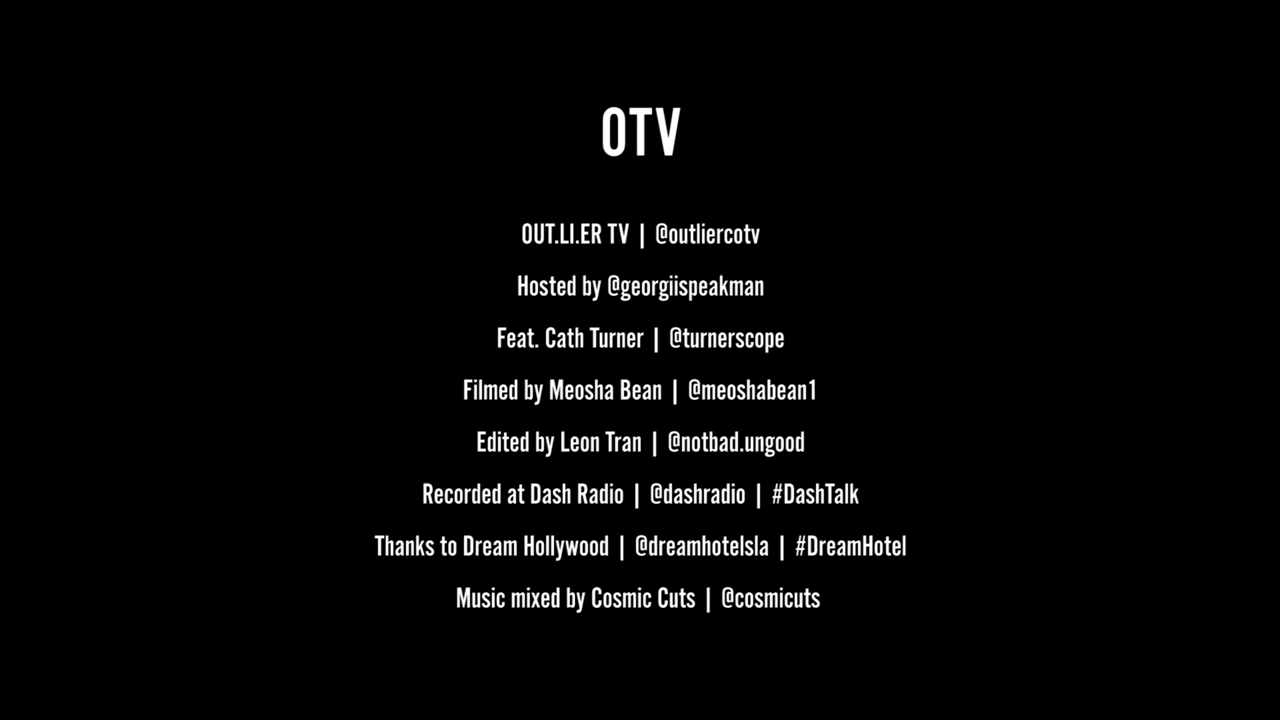 OTV
OUT.LI.ER TV | @outliercotv
Hosted by @georgiispeakman
Feat. Cath Turner | @turnerscope
Filmed by Meosha Bean | @meoshabean1
Edited by Leon Tran | @notbad.ungood
Recorded at Dash Radio | @dashradio | #DashTalk
Thanks to Dream Hollywood | @dreamhotelsla | #DreamHotel
Music mixed by Cosmic Cuts | @cosmicuts